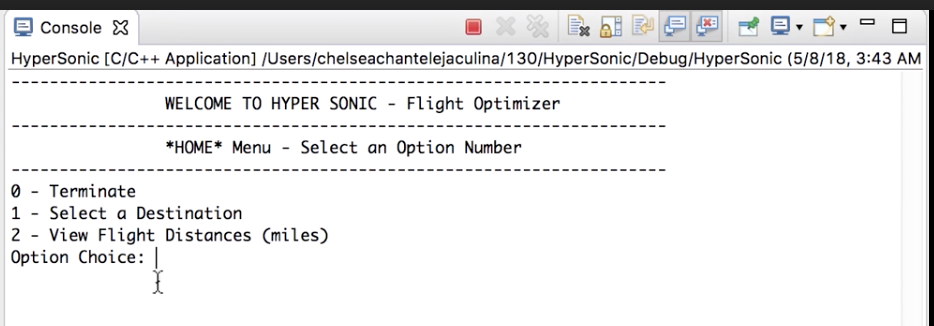 Console
HyperSonic [C/C++ Application] /Users/chelseachantelejaculina/130/HyperSonic/Debug/HyperSonic (5/8/18, 3:43 AM
--------------------------------------------------------------------
WELCOME TO HYPER SONIC - Flight Optimizer
--------------------------------------------------------------------
*HOME* Menu - Select an Option Number
--------------------------------------------------------------------
0 - Terminate
1 - Select a Destination
2 - View Flight Distances (miles)
Option Choice: